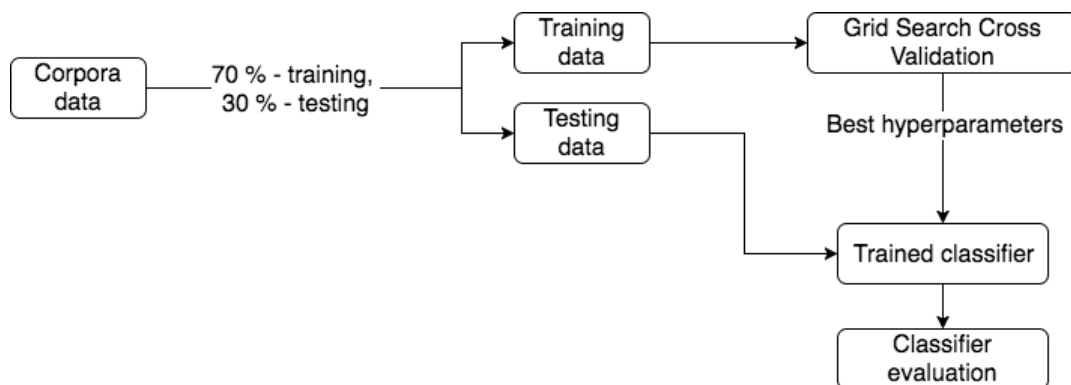 Corpora
data
70 % - training,
30 % - testing
Training
data
Testing
data
Grid Search Cross
Validation
Best hyperparameters
Trained classifier
Classifier
evaluation